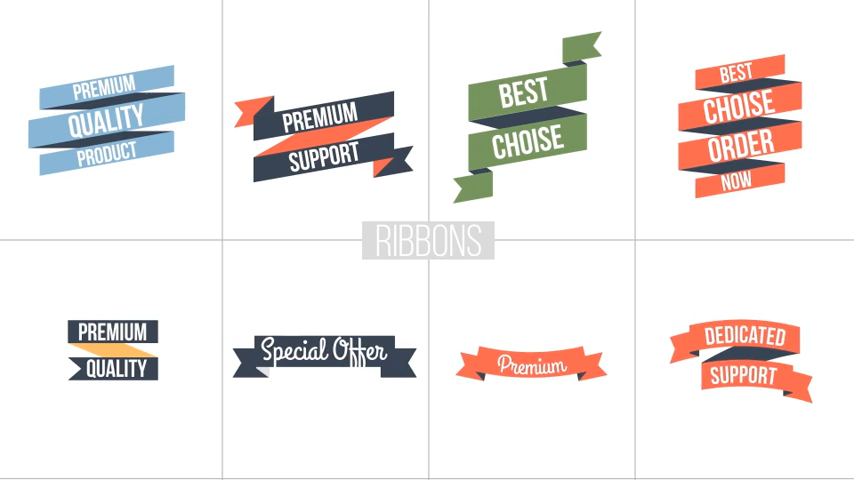 PREMIUM
QUALITY
PRODUCT
PREMIUM
SUPPORT
BEST
CHOISE
BEST
CHOISE
ORDER
NOW
RIBBONS
PREMIUM
QUALITY
Special Offer
Premium
DEDICATED
SUPPORT